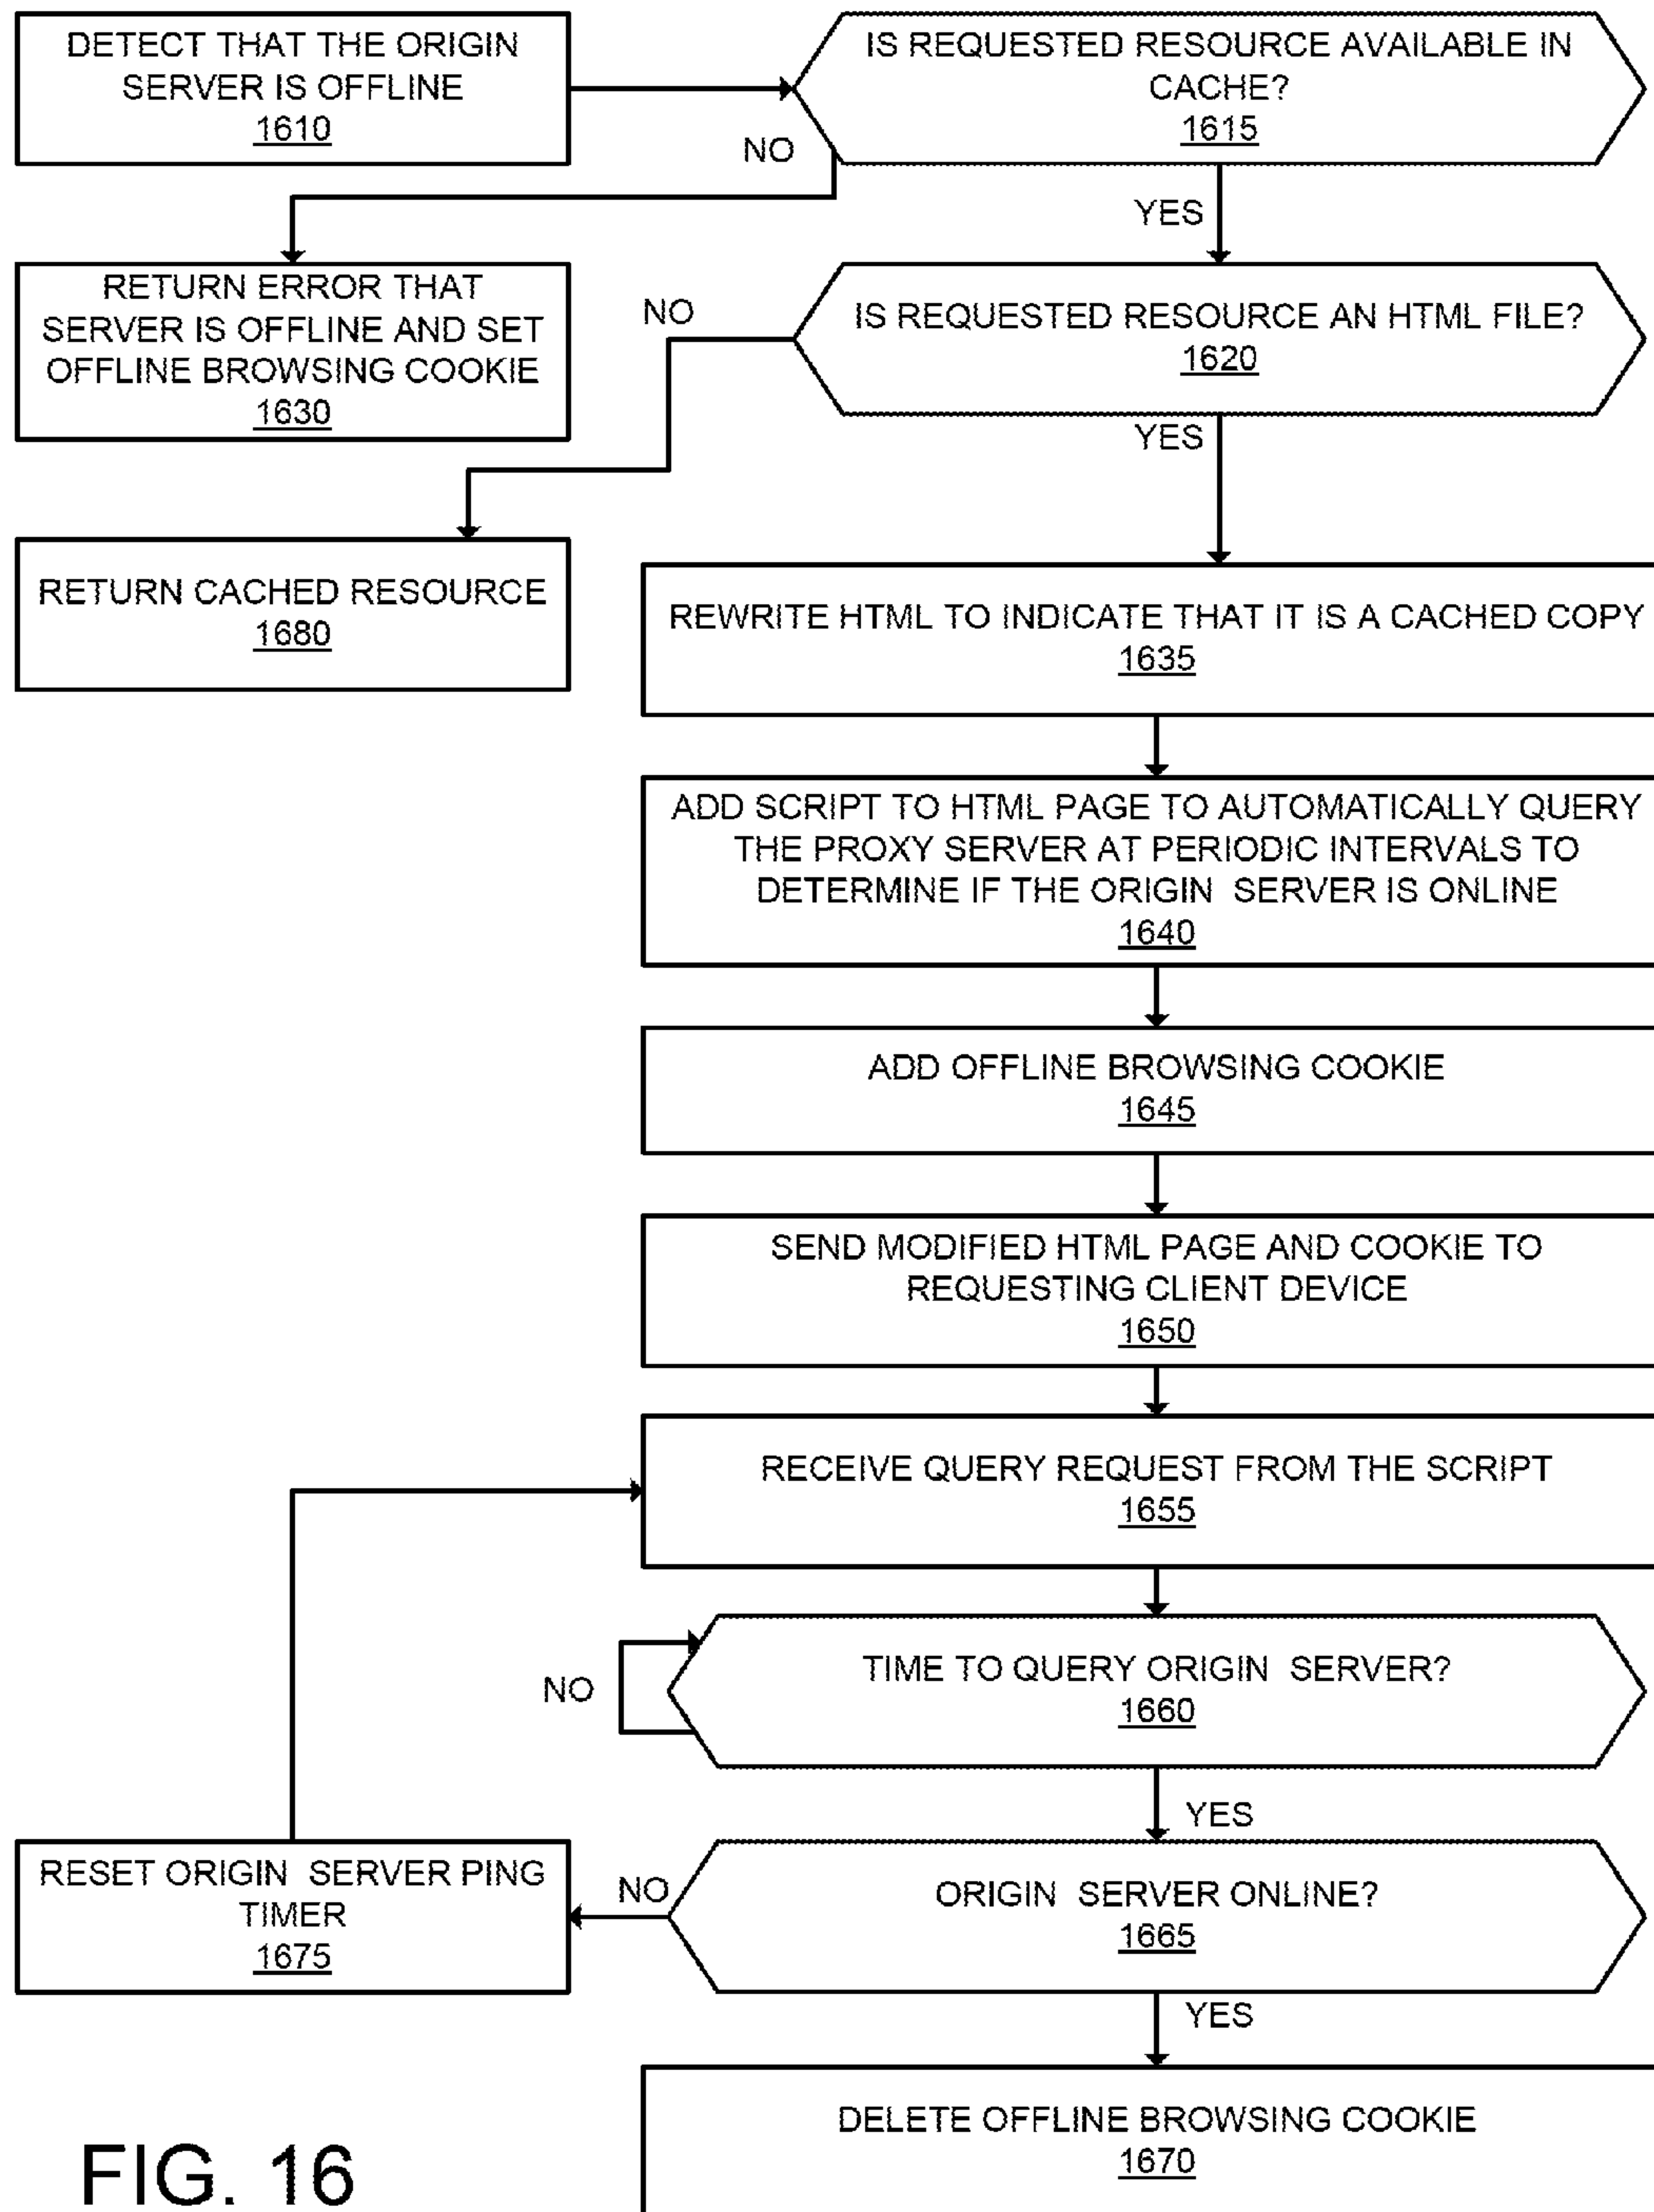 DETECT THAT THE ORIGIN
SERVER IS OFFLINE
1610
IS REQUESTED RESOURCE AVAILABLE IN
CACHE?
1615
NO
YES
RETURN ERROR THAT
SERVER IS OFFLINE AND SET
OFFLINE BROWSING COOKIE
1630
NO
IS REQUESTED RESOURCE AN HTML FILE?
1620
YES
RETURN CACHED RESOURCE
1680
REWRITE HTML TO INDICATE THAT IT IS A CACHED COPY
1635
ADD SCRIPT TO HTML PAGE TO AUTOMATICALLY QUERY
THE PROXY SERVER AT PERIODIC INTERVALS TO
DETERMINE IF THE ORIGIN SERVER IS ONLINE
1640
ADD OFFLINE BROWSING COOKIE
1645
SEND MODIFIED HTML PAGE AND COOKIE TO
REQUESTING CLIENT DEVICE
1650
RECEIVE QUERY REQUEST FROM THE SCRIPT
1655
NO
TIME TO QUERY ORIGIN SERVER?
1660
YES
RESET ORIGIN SERVER PING
TIMER
1675
NO
ORIGIN SERVER ONLINE?
1665
YES
DELETE OFFLINE BROWSING COOKIE
1670
FIG. 16